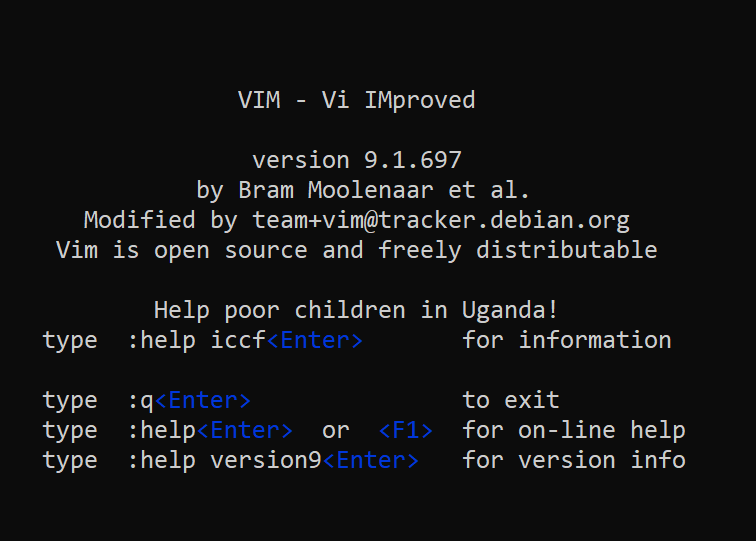 VIM - Vi IMproved
version 9.1.697
by Bram Moolenaar et al.
Modified by team+vim@tracker.debian.org
Vim is open source and freely distributable
Help poor children in Uganda!
type  :help iccf<Enter>       for information
type  :q<Enter>               to exit
type  :help<Enter>  or  <F1>  for on-line help
type  :help version9<Enter>   for version info